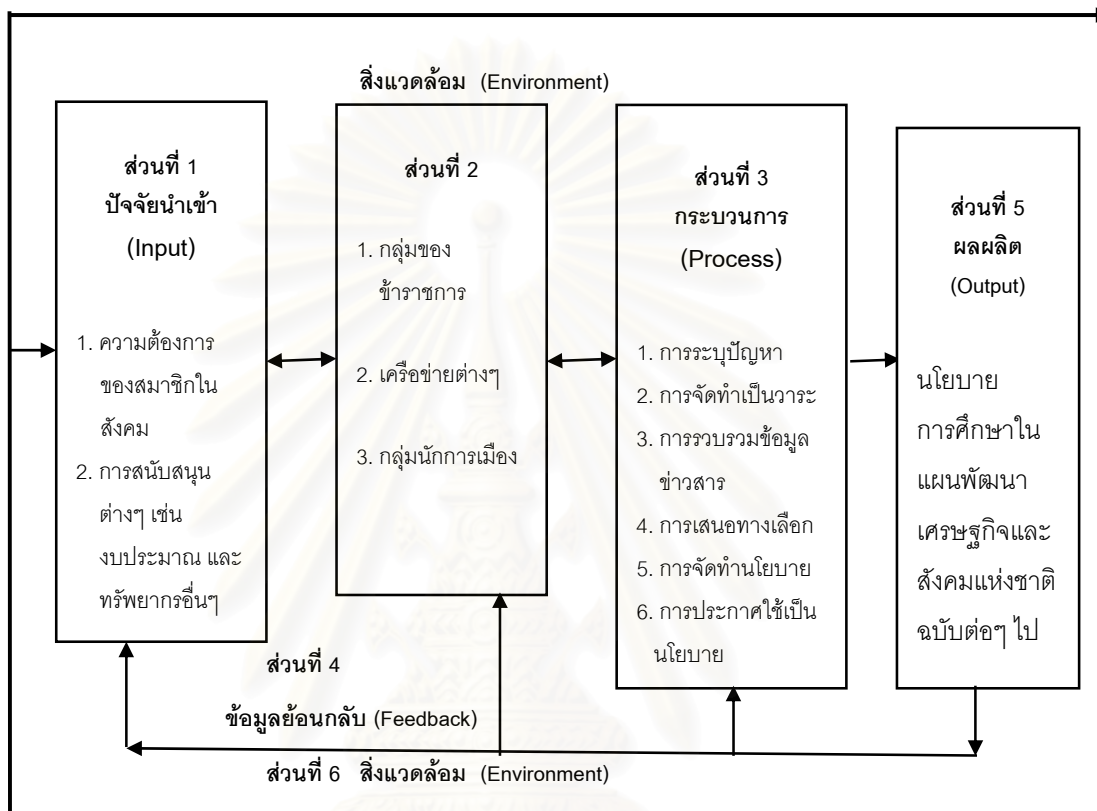 สิ่งแวดล้อม (Environment)
ส่วนที่ 1
ปัจจัยนำเข้า
(Input)
1. ความต้องการ
ของสมาชิกใน
สังคม
2. การสนับสนุน
ต่างๆ เช่น
งบประมาณ และ
ทรัพยากรอื่นๆ
ส่วนที่ 2
1. กลุ่มของ
ข้าราชการ
2. เครือข่ายต่างๆ
3. กลุ่มนักการเมือง
ส่วนที่ 3
กระบวนการ
(Process)
1. การระบุปัญหา
2. การจัดทำเป็นวาระ
3. การรวบรวมข้อมูล
ข่าวสาร
4. การเสนอทางเลือก
5. การจัดทำนโยบาย
6. การประกาศใช้เป็น
นโยบาย
ส่วนที่ 5
ผลผลิต
(Output)
นโยบาย
การศึกษาใน
แผนพัฒนา
เศรษฐกิจและ
สังคมแห่งชาติ
ฉบับต่อๆ ไป
ส่วนที่ 4
ข้อมูลย้อนกลับ (Feedback)
ส่วนที่ 6 สิ่งแวดล้อม (Environment)